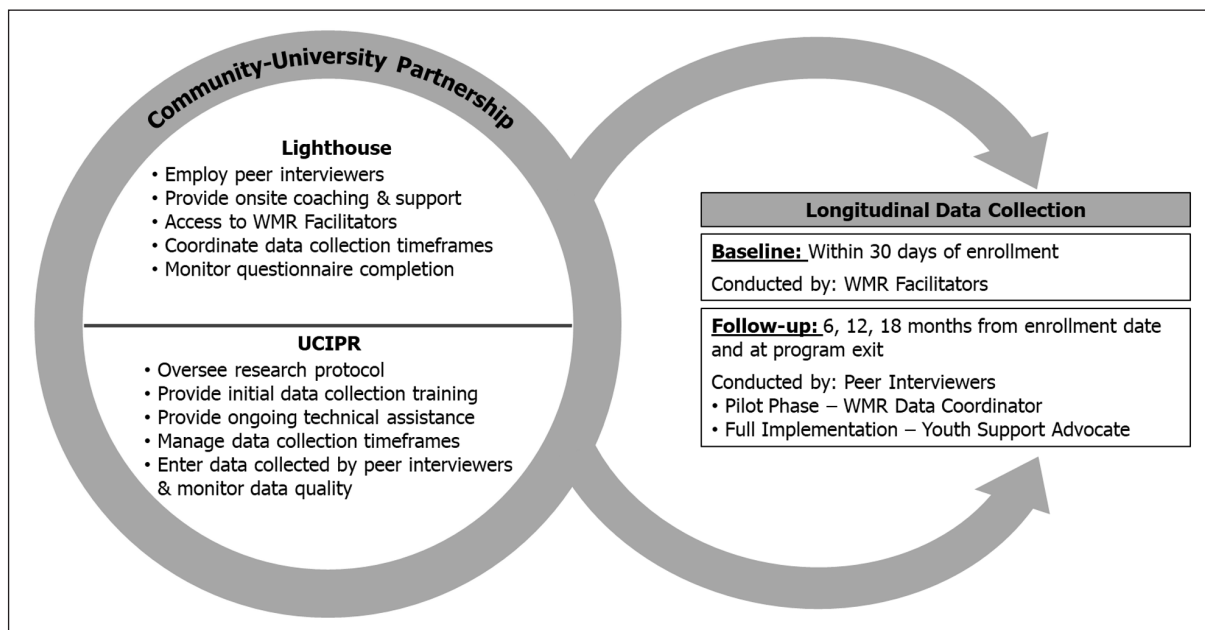 Community-University Partnership
Lighthouse
• Employ peer interviewers
• Provide onsite coaching & support
• Access to WMR Facilitators
• Coordinate data collection timeframes
• Monitor questionnaire completion
UCIPR
• Oversee research protocol
• Provide initial data collection training
• Provide ongoing technical assistance
• Manage data collection timeframes
• Enter data collected by peer interviewers
& monitor data quality
Longitudinal Data Collection
Baseline: Within 30 days of enrollment
Conducted by: WMR Facilitators
Follow-up: 6, 12, 18 months from enrollment date
and at program exit
Conducted by: Peer Interviewers
• Pilot Phase – WMR Data Coordinator
• Full Implementation – Youth Support Advocate